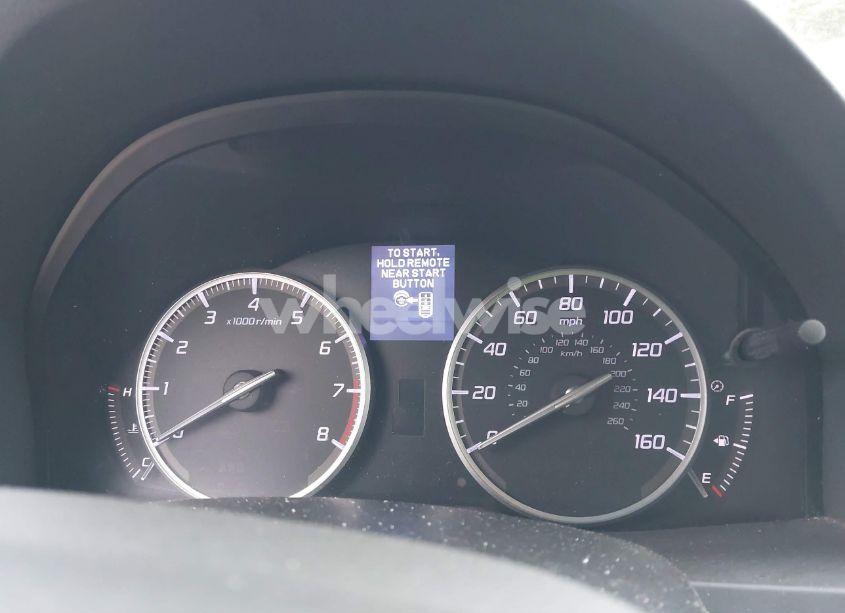 TO START,
HOLD REMOTE
NEAR START
BUTTON
wheelwise
x1000r/min
0
1
2
3
4
5
6
7
8
H
C
mph
0
20
40
60
80
100
120
140
160
km/h
20
40
60
80
100
120
140
160
180
200
220
240
260
F
E